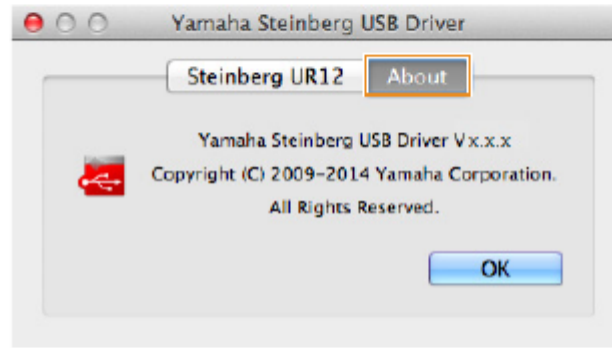 Yamaha Steinberg USB Driver
Steinberg UR12 About
Yamaha Steinberg USB Driver Vx.x.x
Copyright (C) 2009-2014 Yamaha Corporation.
All Rights Reserved.
OK